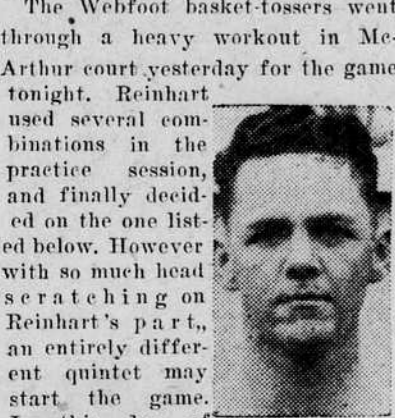 The Webfoot basket-tossers went
through a heavy workout in Mc-
Arthur court yesterday for the game
tonight. Reinhart
used several com-
binations in the
practice session,
and finally decid-
ed on the one list-
ed below. However
with so much head
scratching on
Reinhart's part,,
an entirely differ-
ent quintet may
start the game.